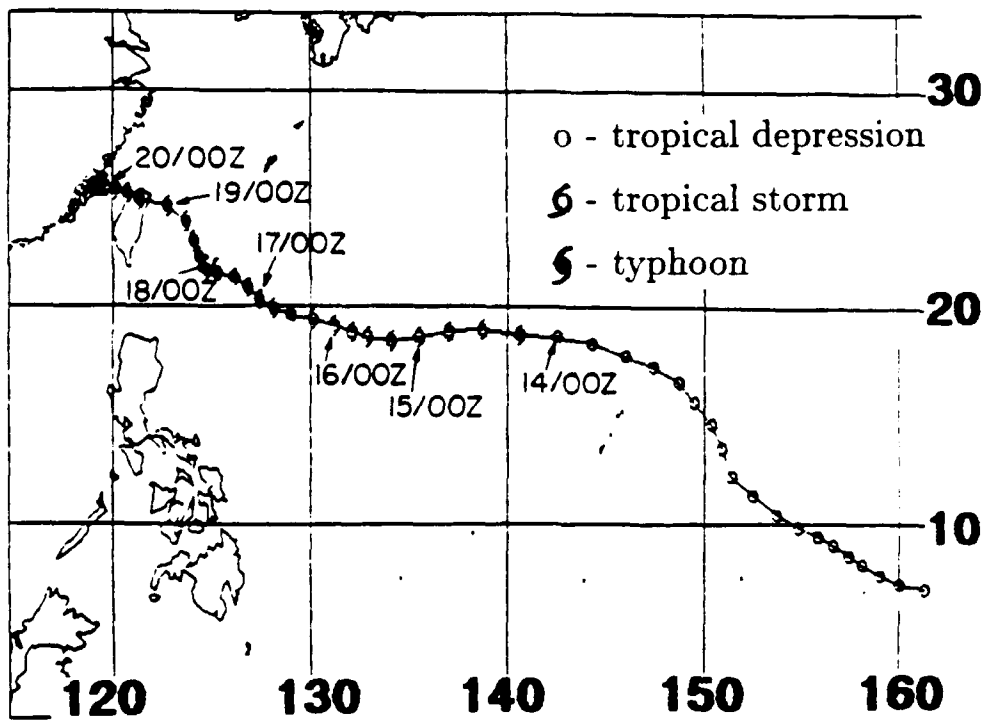 30
o - tropical depression
20/00Z
19/00Z
- tropical storm
17/00Z
- typhoon
18/00Z
20
16/00Z
14/00Z
15/00Z
10
120 130 140 150 160